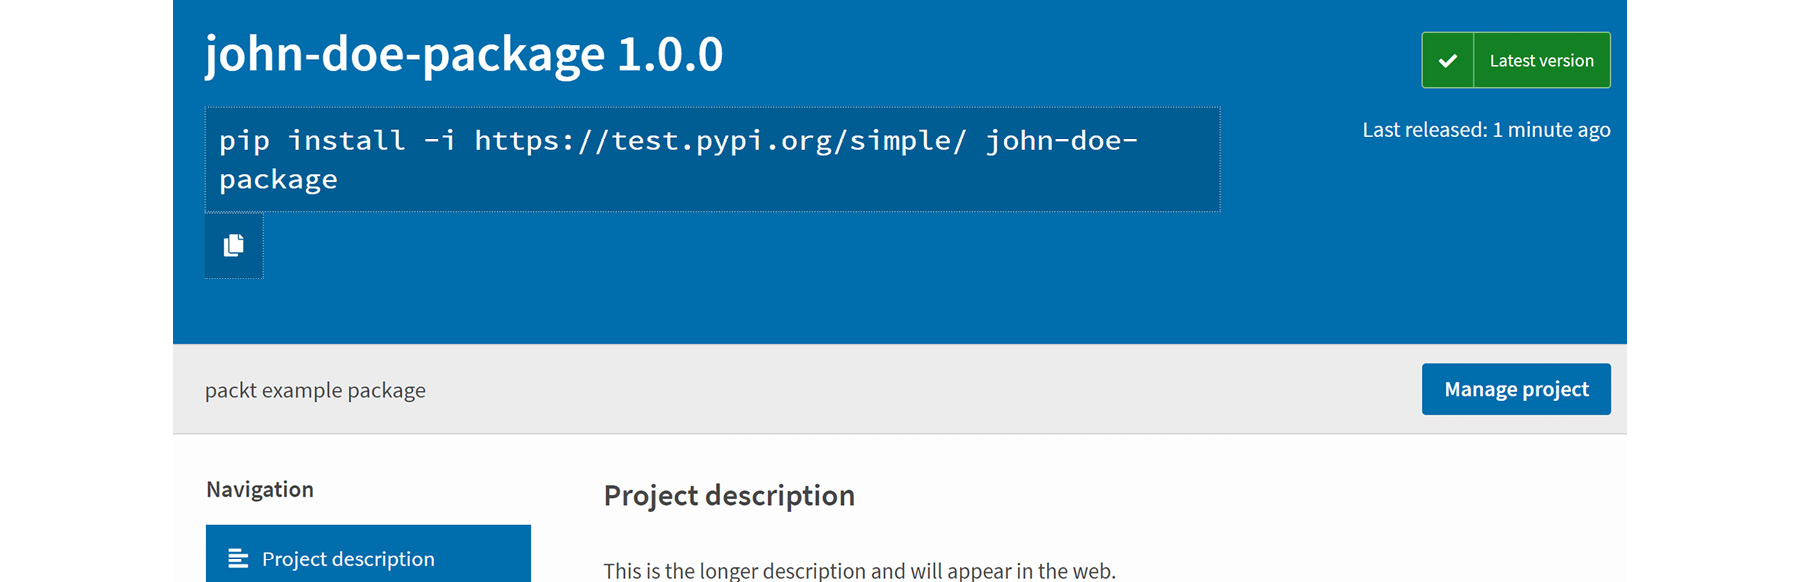 john-doe-package 1.0.0
Latest version
pip install -i https://test.pypi.org/simple/ john-doe-
package
Last released: 1 minute ago
packt example package
Manage project
Navigation
Project description
Project description
This is the longer description and will appear in the web.